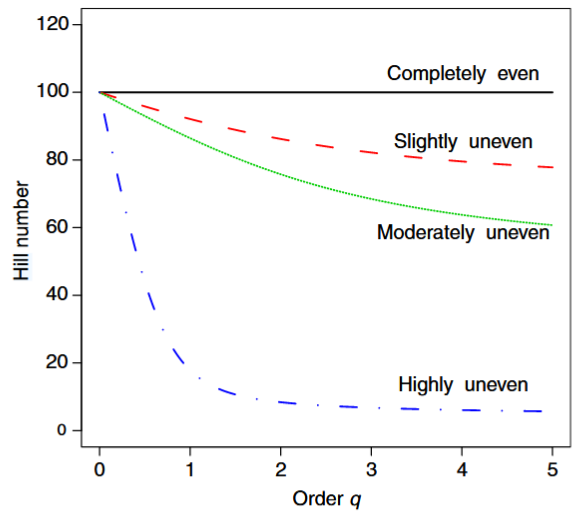 120
100
80
60
40
20
0
Hill number
Completely even
Slightly uneven
Moderately uneven
Highly uneven
0 1 2 3 4 5
Order q